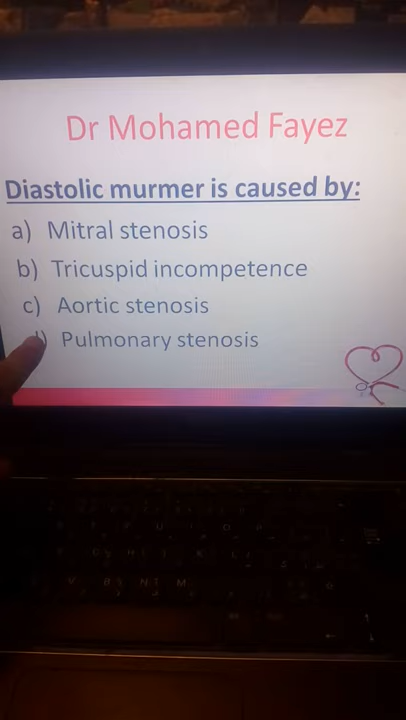 Dr Mohamed Fayez
Diastolic murmer is caused by:
a) Mitral stenosis
b) Tricuspid incompetence
c) Aortic stenosis
) Pulmonary stenosis